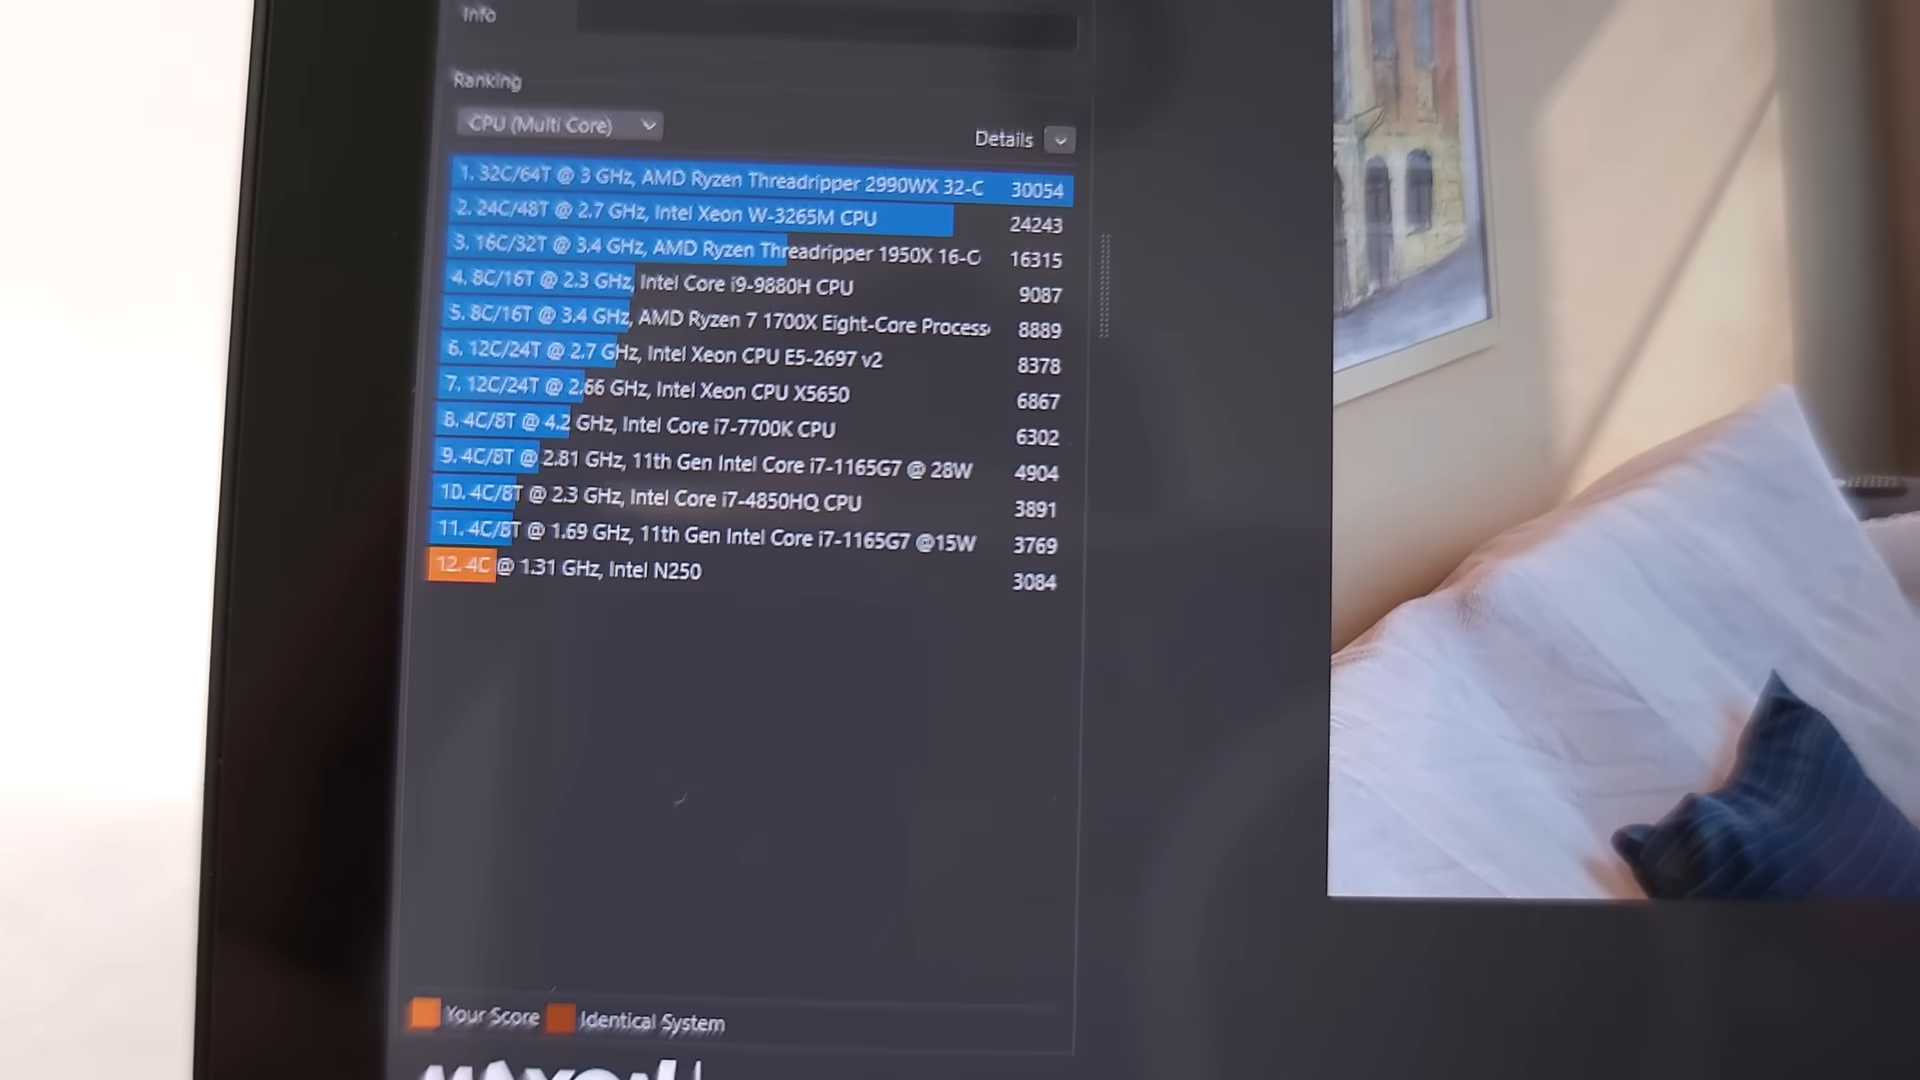 Info
Ranking
CPU (Multi Core)
Details
1. 32C/64T @ 3 GHz, AMD Ryzen Threadripper 2990WX 32-C 30054
2. 24C/48T @ 2.7 GHz, Intel Xeon W-3265M CPU 24243
3. 16C/32T @ 3.4 GHz, AMD Ryzen Threadripper 1950X 16-C 16315
4. 8C/16T @ 2.3 GHz, Intel Core i9-9880H CPU 9087
5. 8C/16T @ 3.4 GHz, AMD Ryzen 7 1700X Eight-Core Process 8889
6. 12C/24T @ 2.7 GHz, Intel Xeon CPU E5-2697 v2 8378
7. 12C/24T @ 2.66 GHz, Intel Xeon CPU X5650 6867
8. 4C/8T @ 4.2 GHz, Intel Core i7-7700K CPU 6302
9. 4C/8T @ 2.81 GHz, 11th Gen Intel Core i7-1165G7 @ 28W 4904
10. 4C/8T @ 2.3 GHz, Intel Core i7-4850HQ CPU 3891
11. 4C/8T @ 1.69 GHz, 11th Gen Intel Core i7-1165G7 @15W 3769
12. 4C @ 1.31 GHz, Intel N250 3084
Your Score Identical System